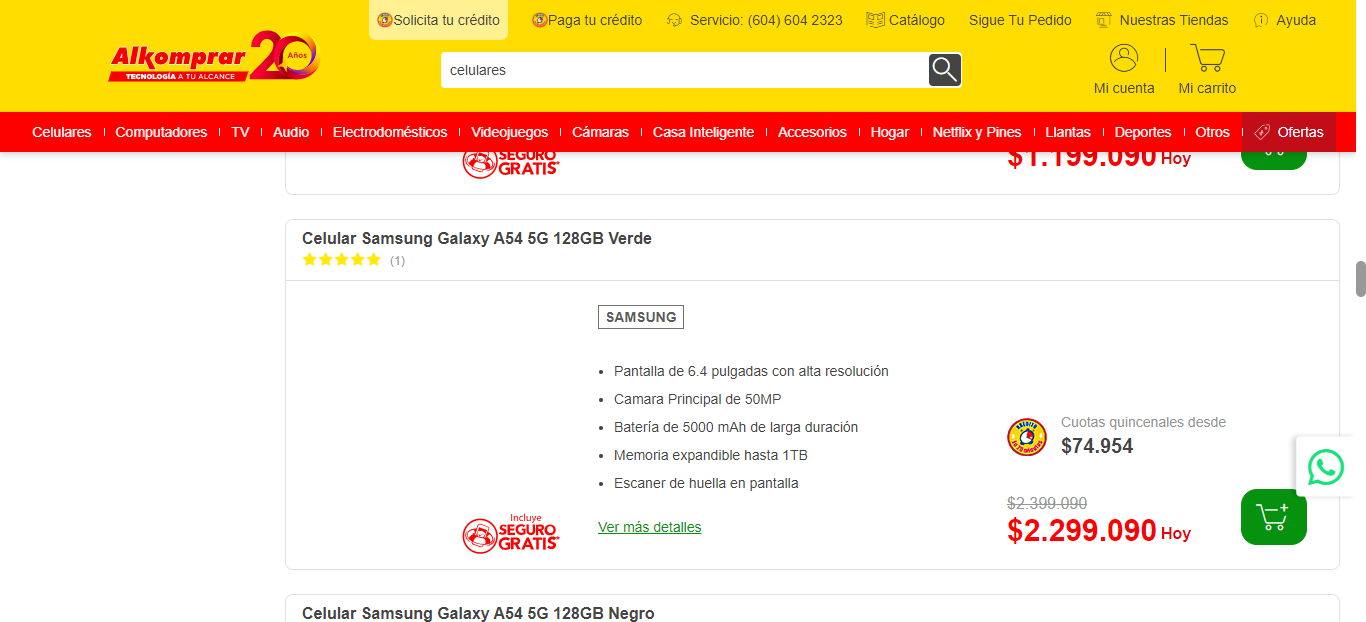 Solicita tu crédito
Paga tu crédito
Servicio: (604) 604 2323
Catálogo
Sigue Tu Pedido
Nuestras Tiendas
Ayuda
Alkomprar 20 Años
TECNOLOGÍA A TU ALCANCE
celulares
Mi cuenta
Mi carrito
Celulares
Computadores
TV
Audio
Electrodomésticos
Videojuegos
Cámaras
Casa Inteligente
Accesorios
Hogar
Netflix y Pines
Llantas
Deportes
Otros
Ofertas
SEGURO
GRATIS*
$1.199.090 Hoy
Celular Samsung Galaxy A54 5G 128GB Verde
(1)
SAMSUNG
Pantalla de 6.4 pulgadas con alta resolución
Camara Principal de 50MP
Batería de 5000 mAh de larga duración
Memoria expandible hasta 1TB
Escaner de huella en pantalla
Ver más detalles
Incluye
SEGURO
GRATIS*
Cuotas quincenales desde
$74.954
$2.399.090
$2.299.090 Hoy
Celular Samsung Galaxy A54 5G 128GB Negro